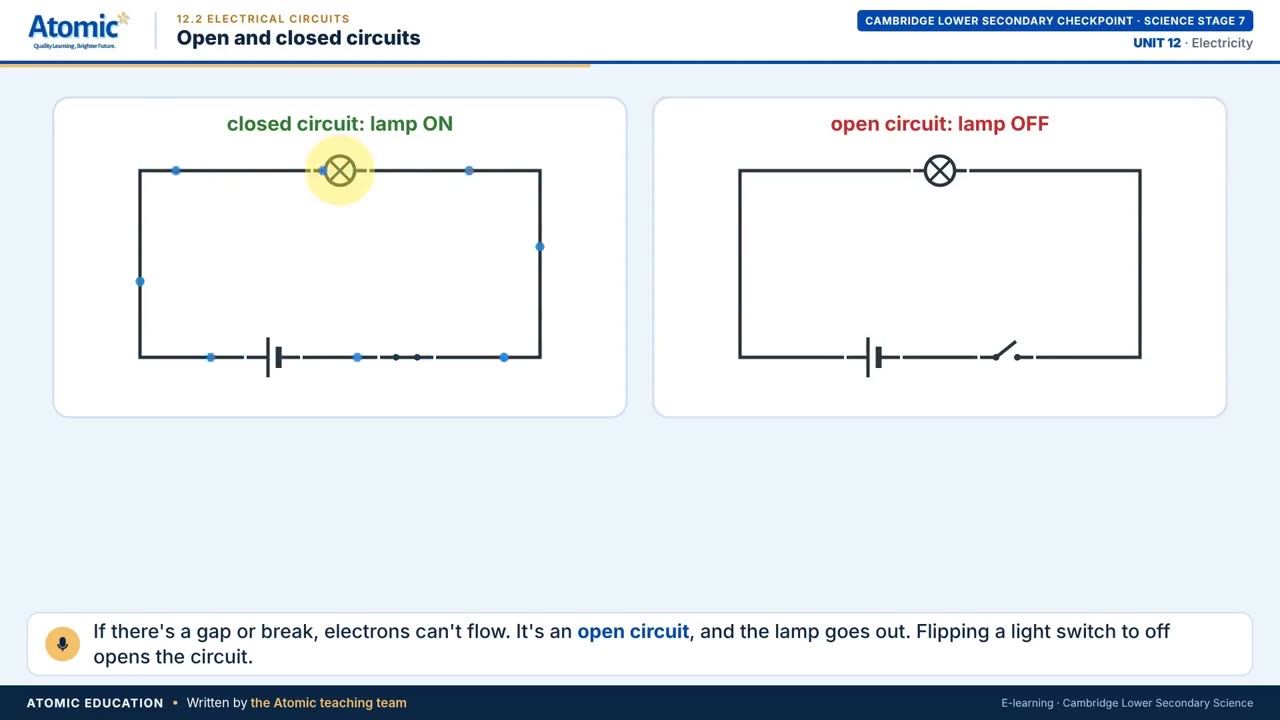 Atomic
Quality Learning, Brighter Future.
12.2 ELECTRICAL CIRCUITS
Open and closed circuits
CAMBRIDGE LOWER SECONDARY CHECKPOINT · SCIENCE STAGE 7
UNIT 12 · Electricity
closed circuit: lamp ON
open circuit: lamp OFF
If there's a gap or break, electrons can't flow. It's an open circuit, and the lamp goes out. Flipping a light switch to off
opens the circuit.
ATOMIC EDUCATION • Written by the Atomic teaching team
E-learning · Cambridge Lower Secondary Science